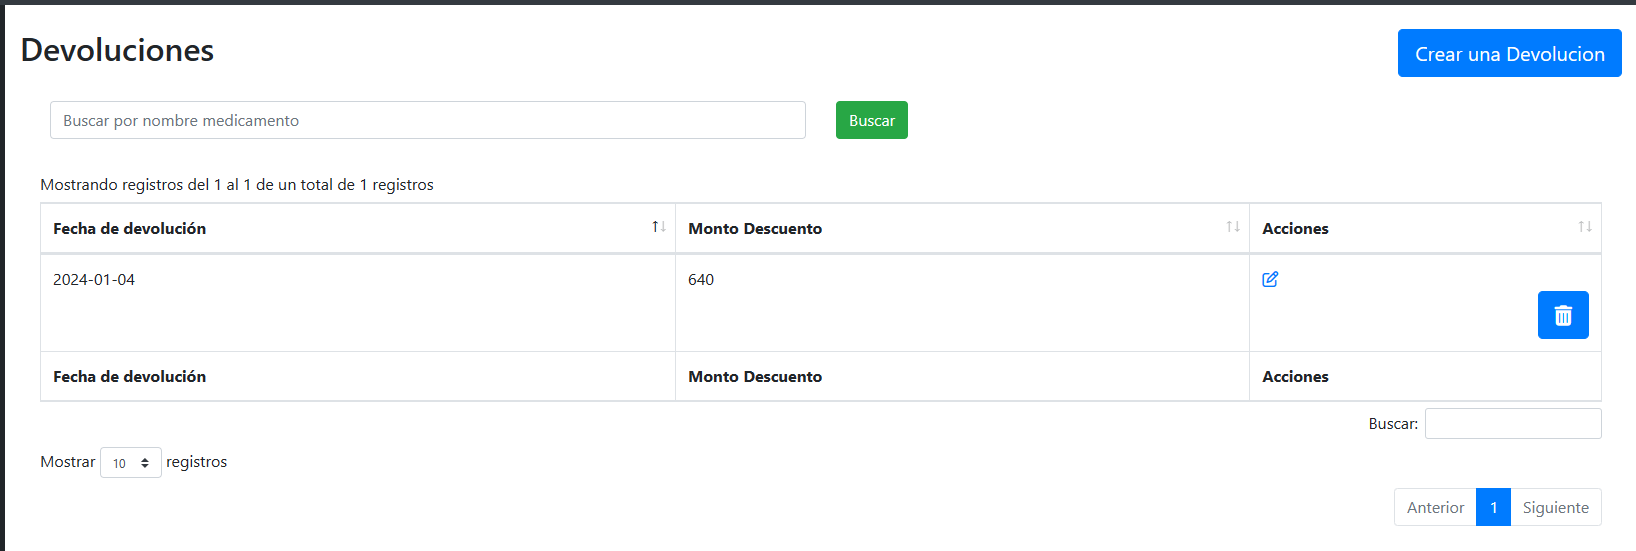 Devoluciones
Crear una Devolucion
Buscar por nombre medicamento
Buscar
Mostrando registros del 1 al 1 de un total de 1 registros
Fecha de devolución Monto Descuento Acciones
2024-01-04 640
Fecha de devolución Monto Descuento Acciones
Buscar:
Mostrar 10 registros
Anterior 1 Siguiente